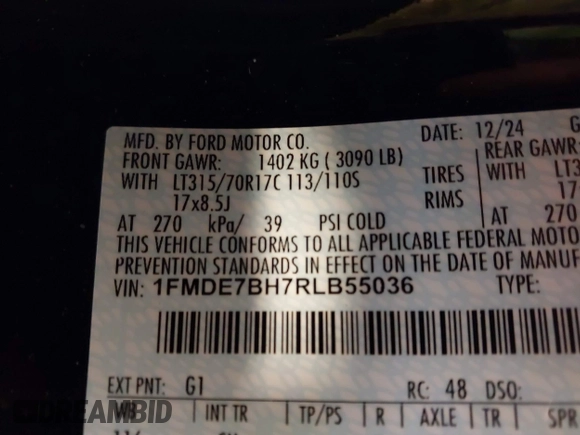 MFD. BY FORD MOTOR CO.
DATE: 12/24
FRONT GAWR: 1402 KG ( 3090 LB)
REAR GAWR:
WITH LT315/70R17C 113/110S TIRES
WITH
17x8.5J RIMS
AT 270 kPa/ 39 PSI COLD
AT 270
THIS VEHICLE CONFORMS TO ALL APPLICABLE FEDERAL MOTO
PREVENTION STANDARDS IN EFFECT ON THE DATE OF MANUF
VIN: 1FMDE7BH7RLB55036 TYPE:
EXT PNT: G1 RC: 48 DSO:
WB INT TR TP/PS R AXLE TR SPR
DREAMBID